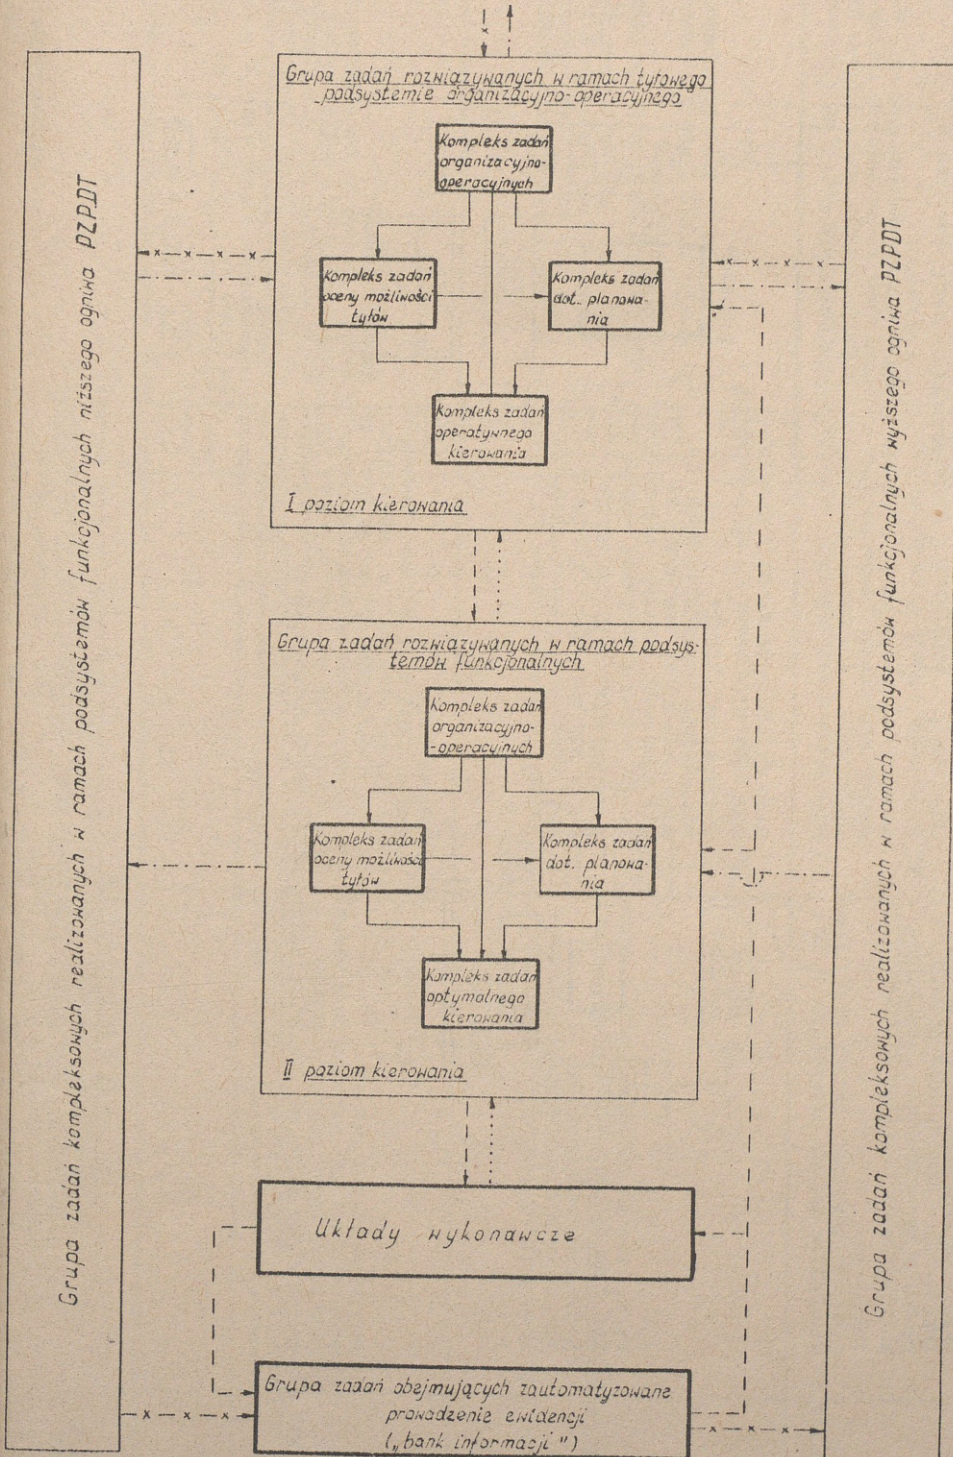 Grupa zadań rozwiązywanych w ramach tyłowego
podsystemie organizacyjno-operacyjnego
Kompleks zadań
organizacyjno-
operacyjnych
Kompleks zadań
oceny możliwości
tyłów
Kompleks zadań
dot. planowa-
nia
Kompleks zadań
operatywnego
kierowania
I poziom kierowania
Grupa zadań rozwiązywanych w ramach podsys-
temów funkcjonalnych
Kompleks zadań
organizacyjno-
-operacyjnych
Kompleks zadań
oceny możliwości
tyłów
Kompleks zadań
dot. planowa-
nia
Kompleks zadań
optymalnego
kierowania
II poziom kierowania
Układy wykonawcze
Grupa zadań obejmujących zautomatyzowane
prowadzenie ewidencji
(„bank informacji")
Grupa zadań kompleksowych realizowanych w ramach podsystemów funkcjonalnych niższego ogniwa PZPDT
Grupa zadań kompleksowych realizowanych w ramach podsystemów funkcjonalnych wyższego ogniwa PZPDT